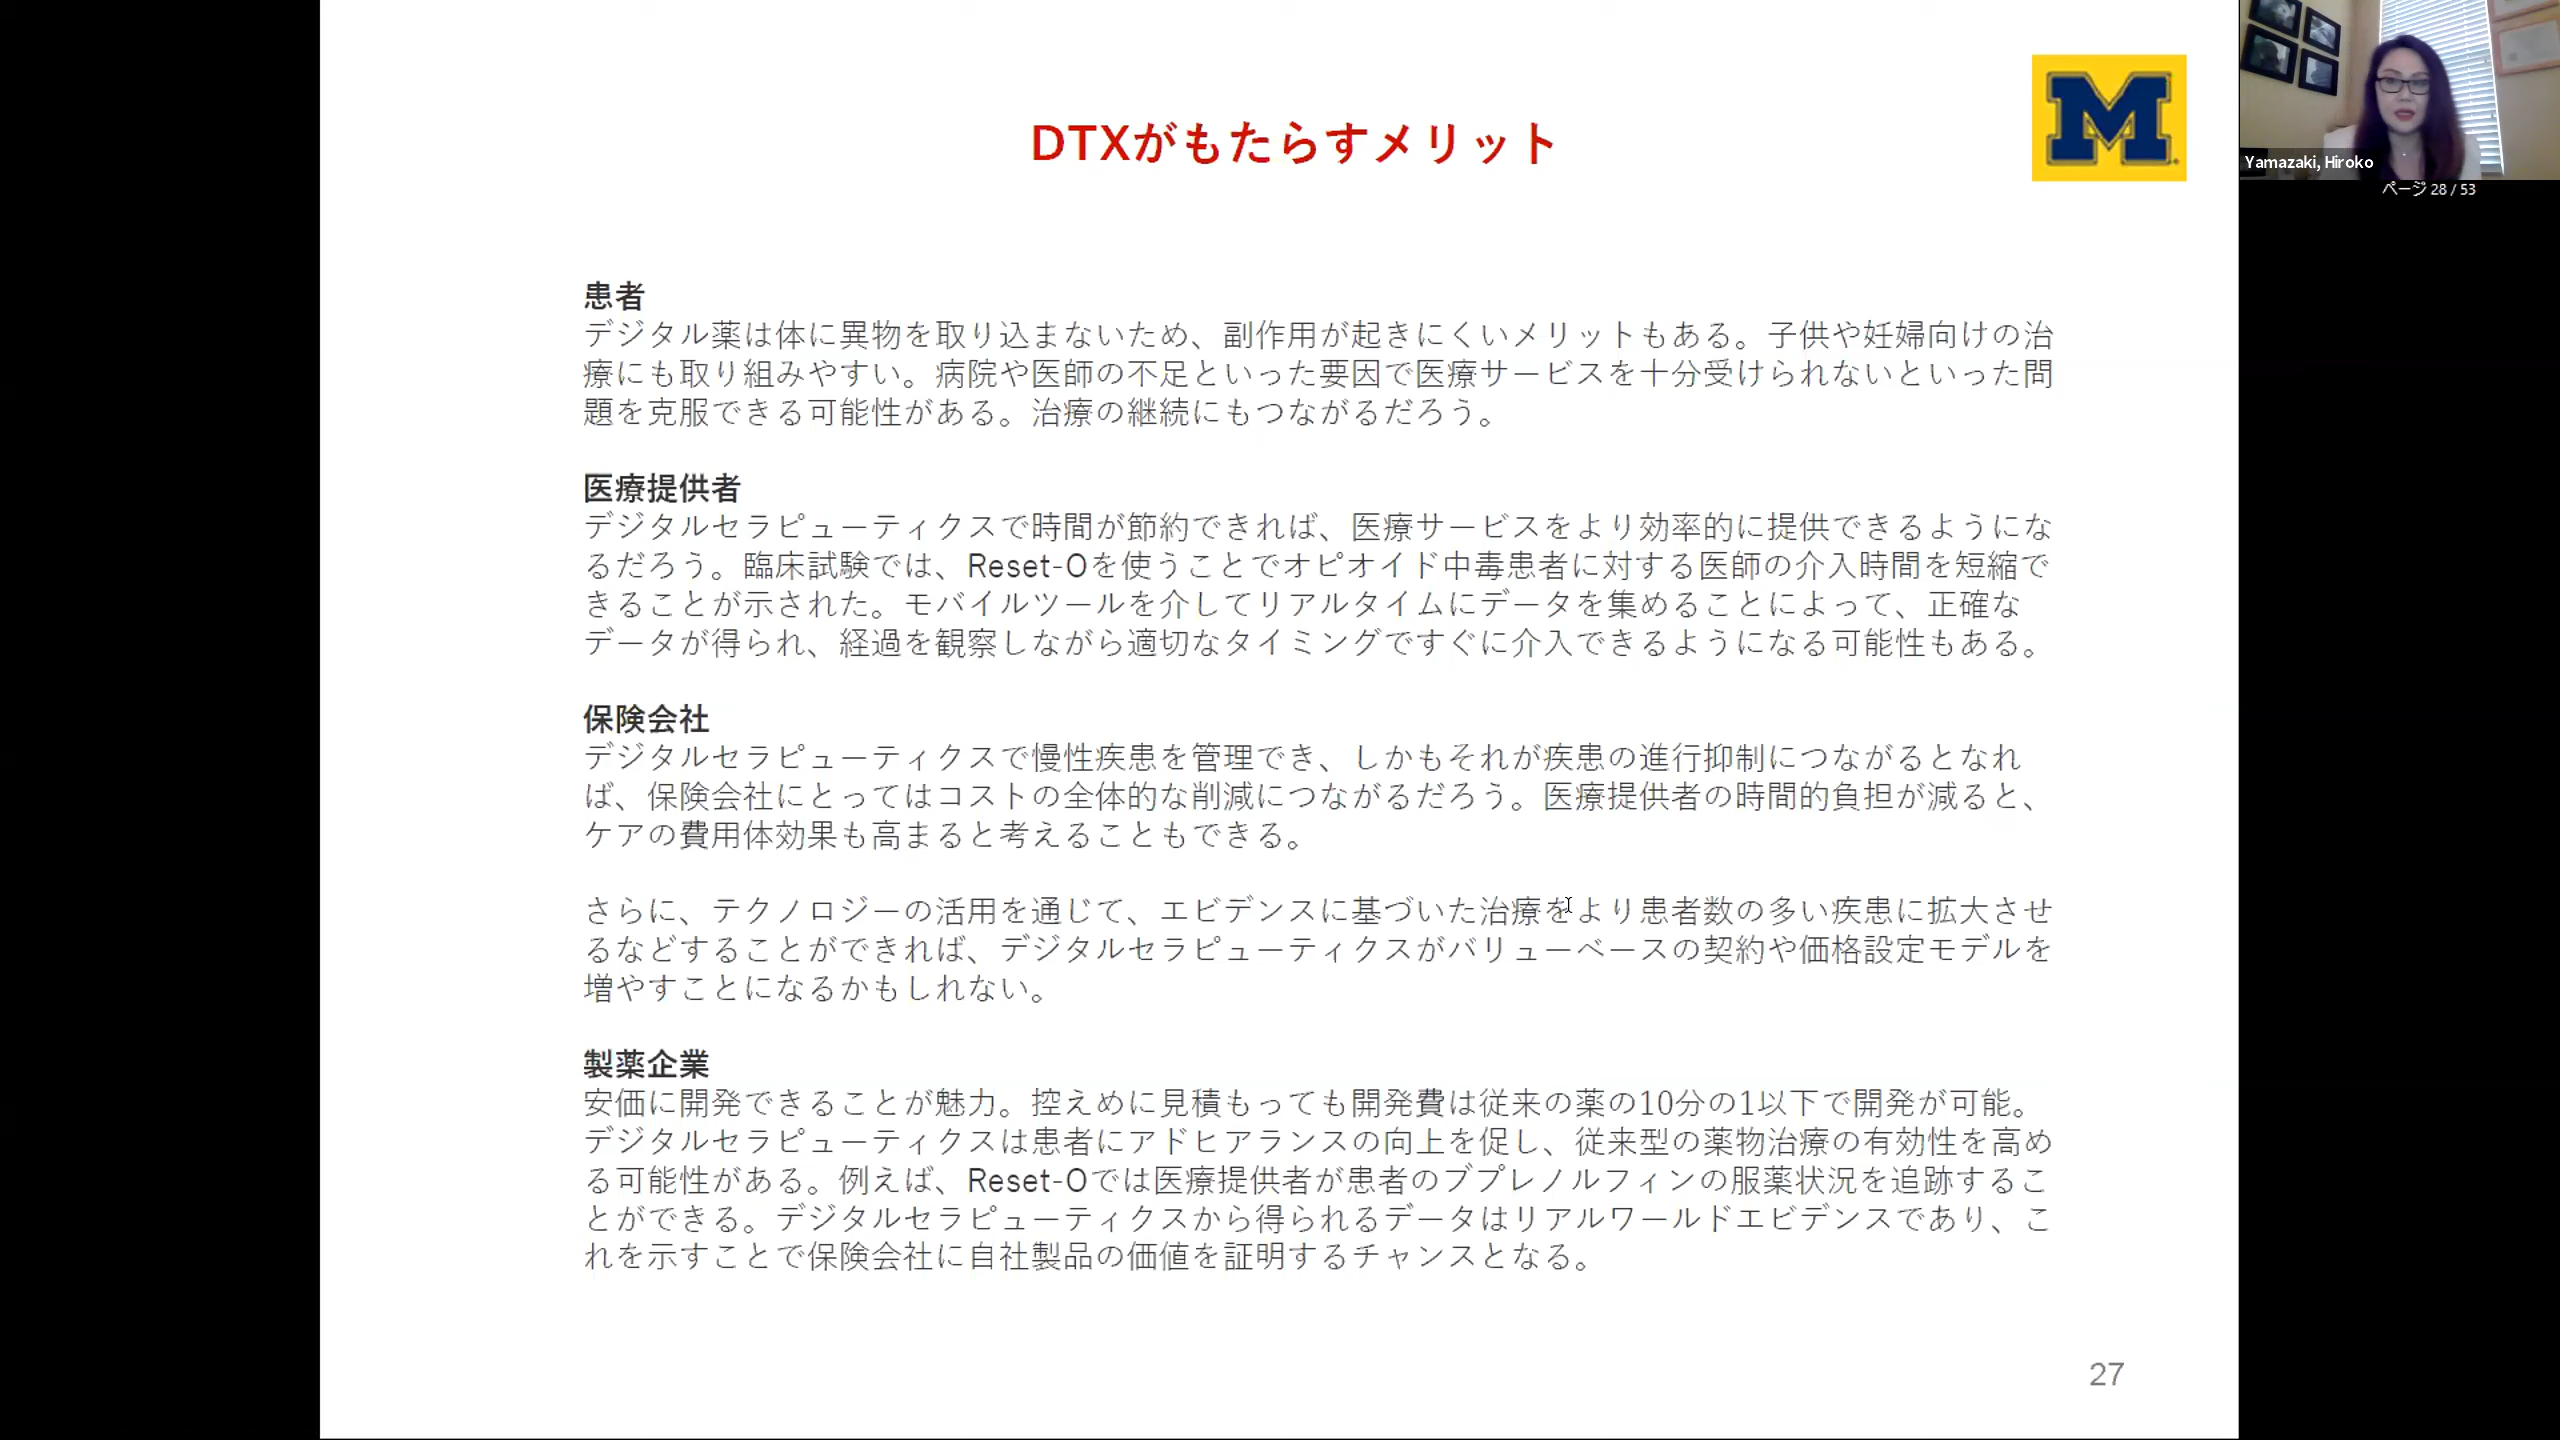 DTXがもたらすメリット
M
Yamazaki, Hiroko
ページ 28 / 53
患者
デジタル薬は体に異物を取り込まないため、副作用が起きにくいメリットもある。子供や妊婦向けの治
療にも取り組みやすい。病院や医師の不足といった要因で医療サービスを十分受けられないといった問
題を克服できる可能性がある。治療の継続にもつながるだろう。
医療提供者
デジタルセラピューティクスで時間が節約できれば、医療サービスをより効率的に提供できるようにな
るだろう。臨床試験では、Reset-Oを使うことでオピオイド中毒患者に対する医師の介入時間を短縮で
きることが示された。モバイルツールを介してリアルタイムにデータを集めることによって、正確な
データが得られ、経過を観察しながら適切なタイミングですぐに介入できるようになる可能性もある。
保険会社
デジタルセラピューティクスで慢性疾患を管理でき、しかもそれが疾患の進行抑制につながるとなれ
ば、保険会社にとってはコストの全体的な削減につながるだろう。医療提供者の時間的負担が減ると、
ケアの費用体効果も高まると考えることもできる。
さらに、テクノロジーの活用を通じて、エビデンスに基づいた治療をより患者数の多い疾患に拡大させ
るなどすることができれば、デジタルセラピューティクスがバリューベースの契約や価格設定モデルを
増やすことになるかもしれない。
製薬企業
安価に開発できることが魅力。控えめに見積もっても開発費は従来の薬の10分の1以下で開発が可能。
デジタルセラピューティクスは患者にアドヒアランスの向上を促し、従来型の薬物治療の有効性を高め
る可能性がある。例えば、Reset-Oでは医療提供者が患者のブプレノルフィンの服薬状況を追跡するこ
とができる。デジタルセラピューティクスから得られるデータはリアルワールドエビデンスであり、こ
れを示すことで保険会社に自社製品の価値を証明するチャンスとなる。
27